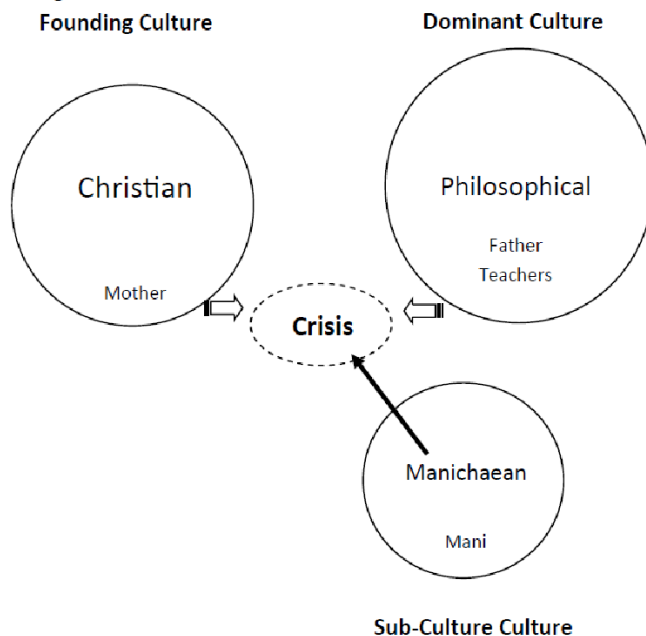 Founding Culture
Dominant Culture
Christian
Mother
Philosophical
Father
Teachers
Crisis
Manichaean
Mani
Sub-Culture Culture